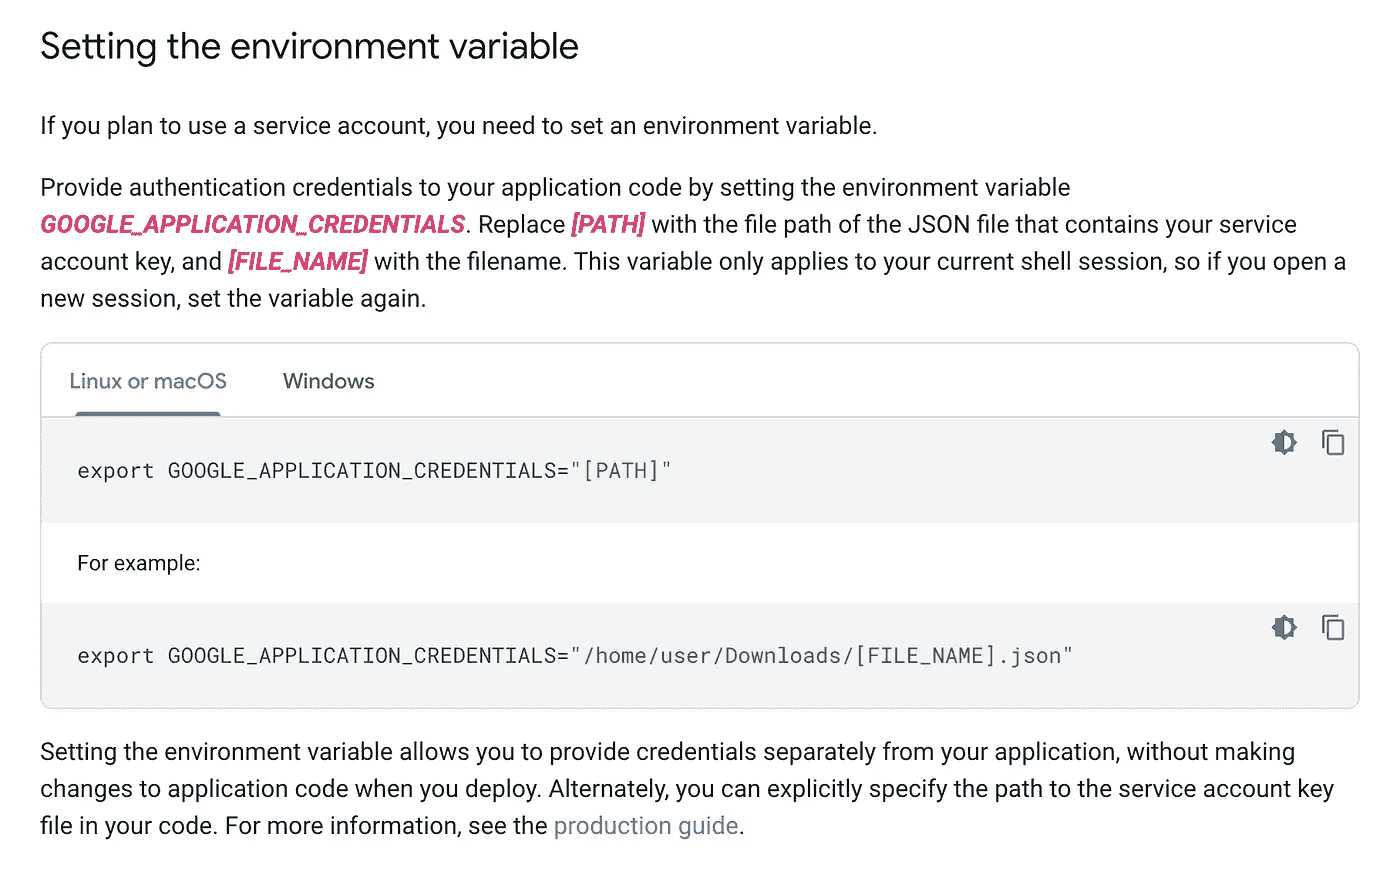 Setting the environment variable
If you plan to use a service account, you need to set an environment variable.
Provide authentication credentials to your application code by setting the environment variable
GOOGLE_APPLICATION_CREDENTIALS. Replace [PATH] with the file path of the JSON file that contains your service
account key, and [FILE_NAME] with the filename. This variable only applies to your current shell session, so if you open a
new session, set the variable again.
Linux or macOS Windows
export GOOGLE_APPLICATION_CREDENTIALS="[PATH]"
For example:
export GOOGLE_APPLICATION_CREDENTIALS="/home/user/Downloads/[FILE_NAME].json"
Setting the environment variable allows you to provide credentials separately from your application, without making
changes to application code when you deploy. Alternately, you can explicitly specify the path to the service account key
file in your code. For more information, see the production guide.